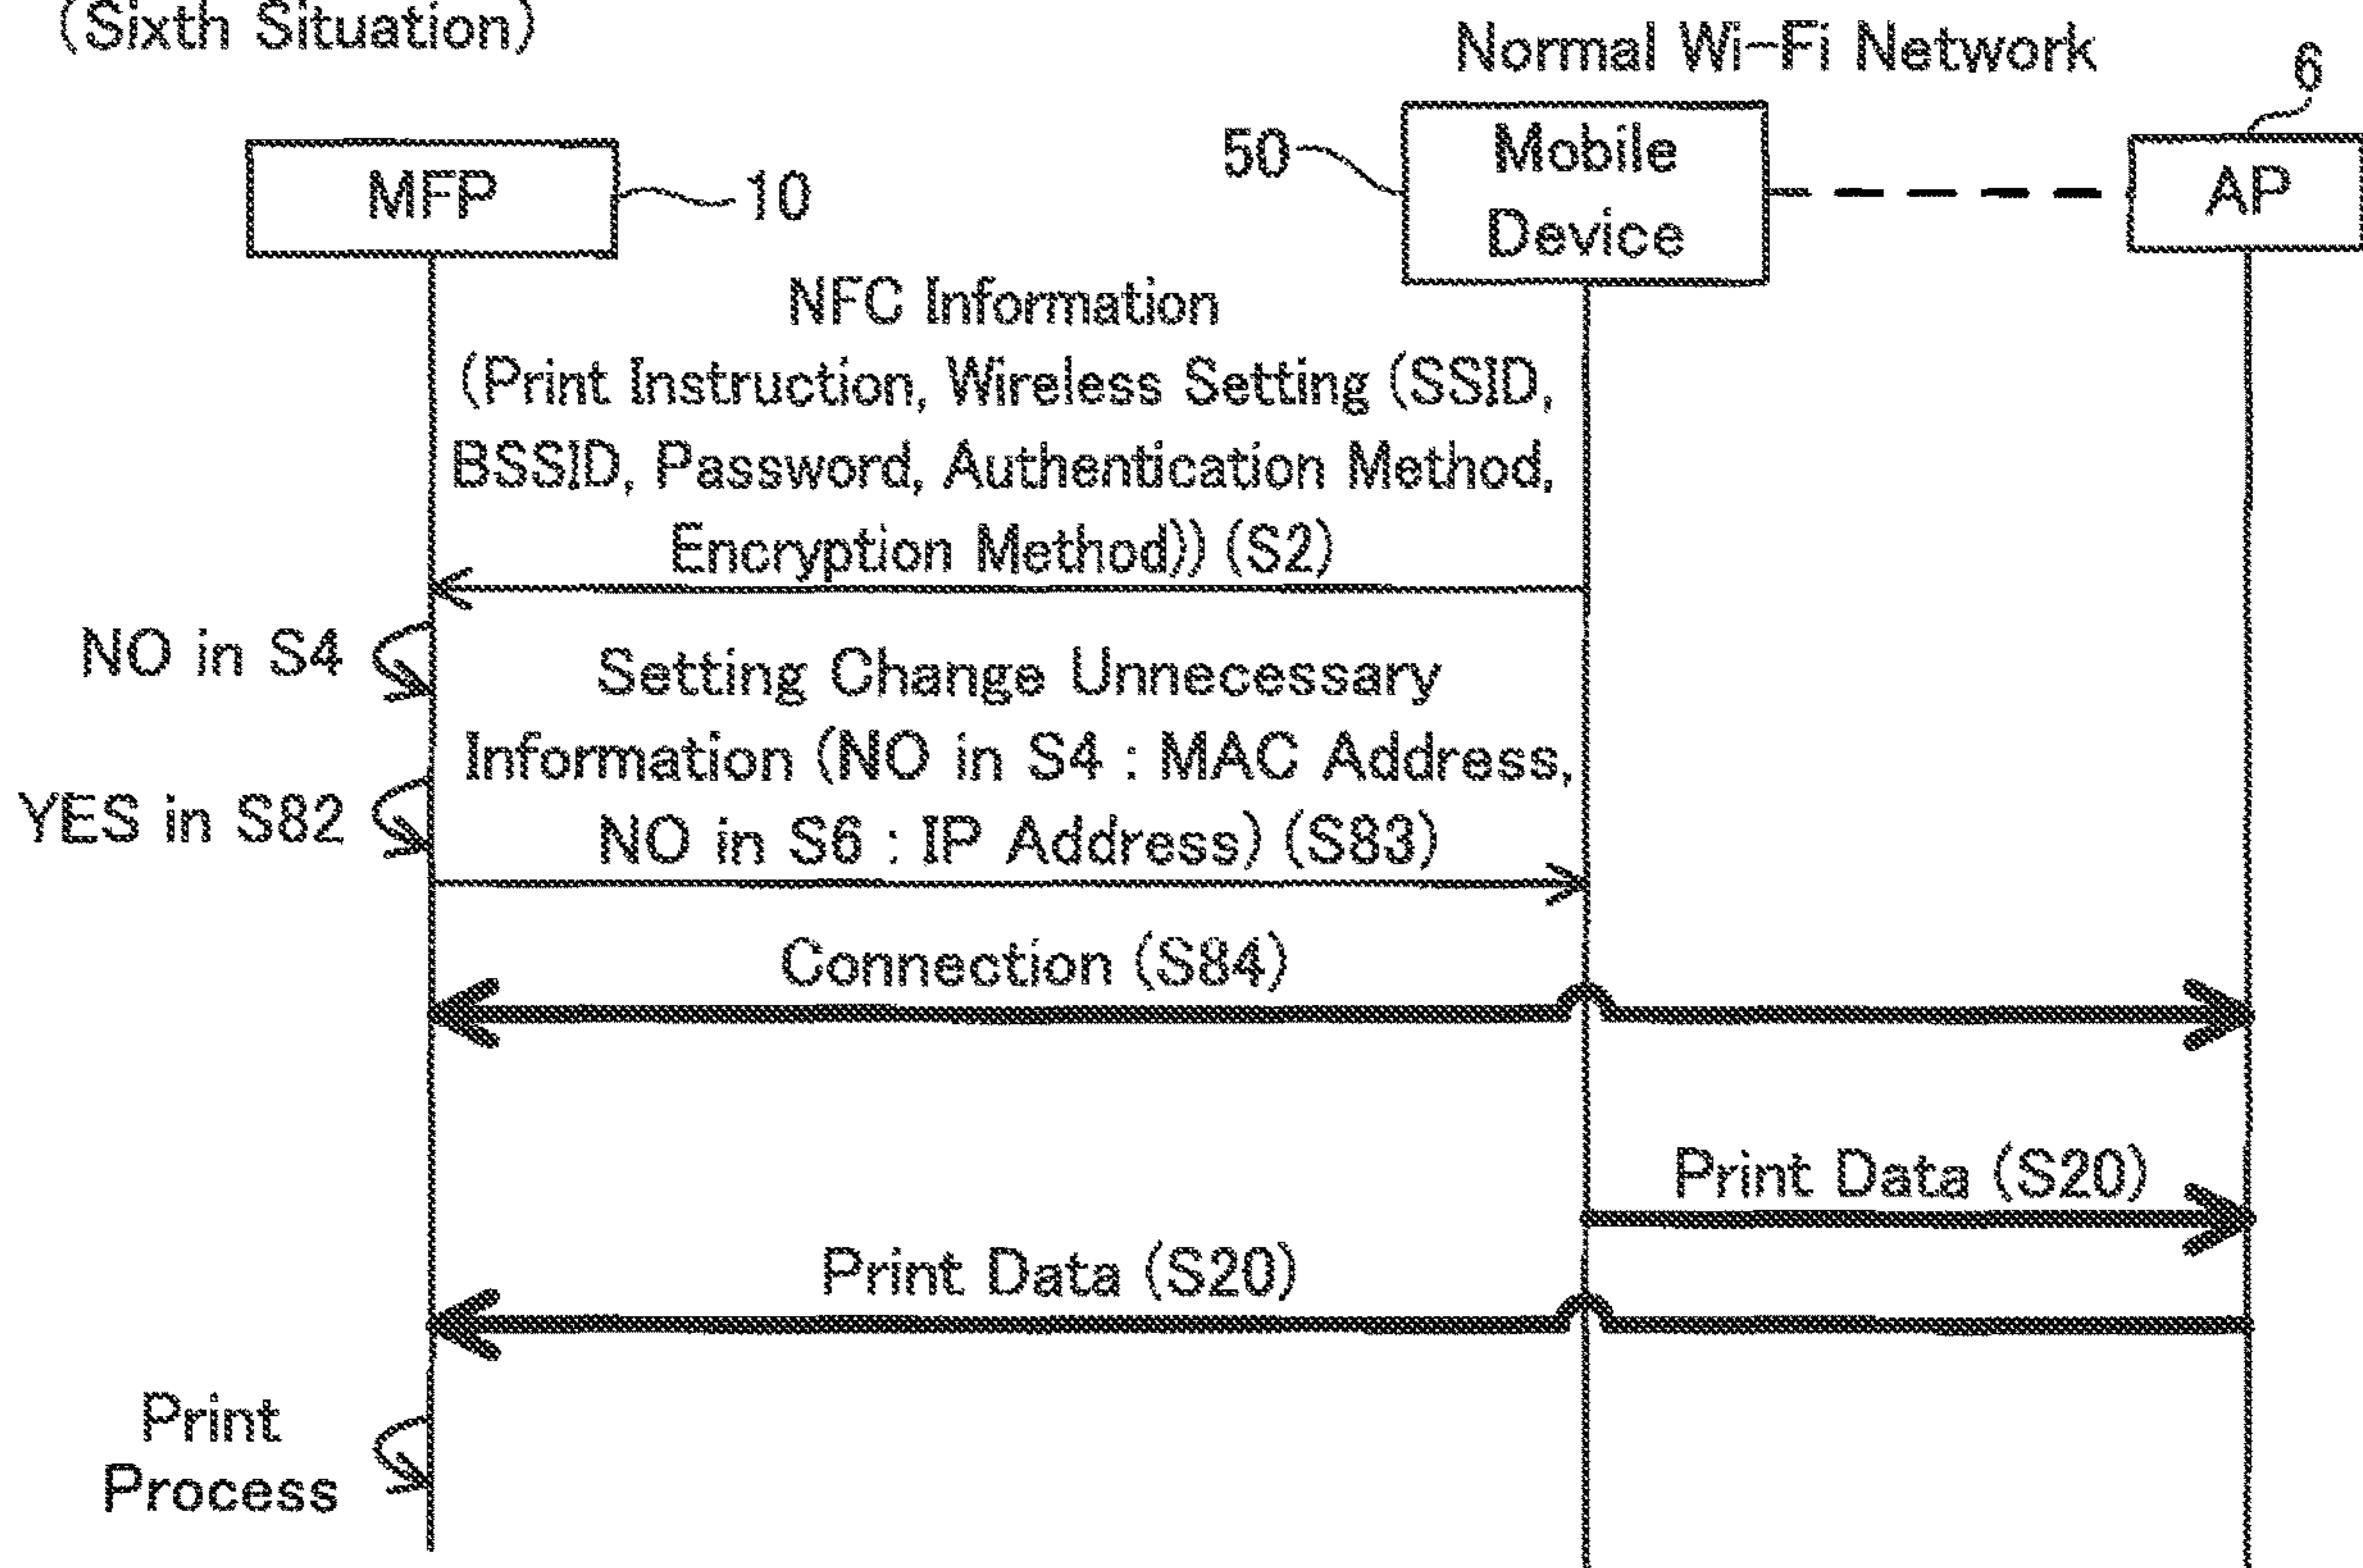 (Sixth Situation)
Normal Wi-Fi Network
6
MFP
10
50
Mobile
Device
AP
NFC Information
(Print Instruction, Wireless Setting (SSID,
BSSID, Password, Authentication Method,
Encryption Method)) (S2)
NO in S4
Setting Change Unnecessary
Information (NO in S4 : MAC Address,
NO in S6 : IP Address) (S83)
YES in S82
Connection (S84)
Print Data (S20)
Print Data (S20)
Print
Process